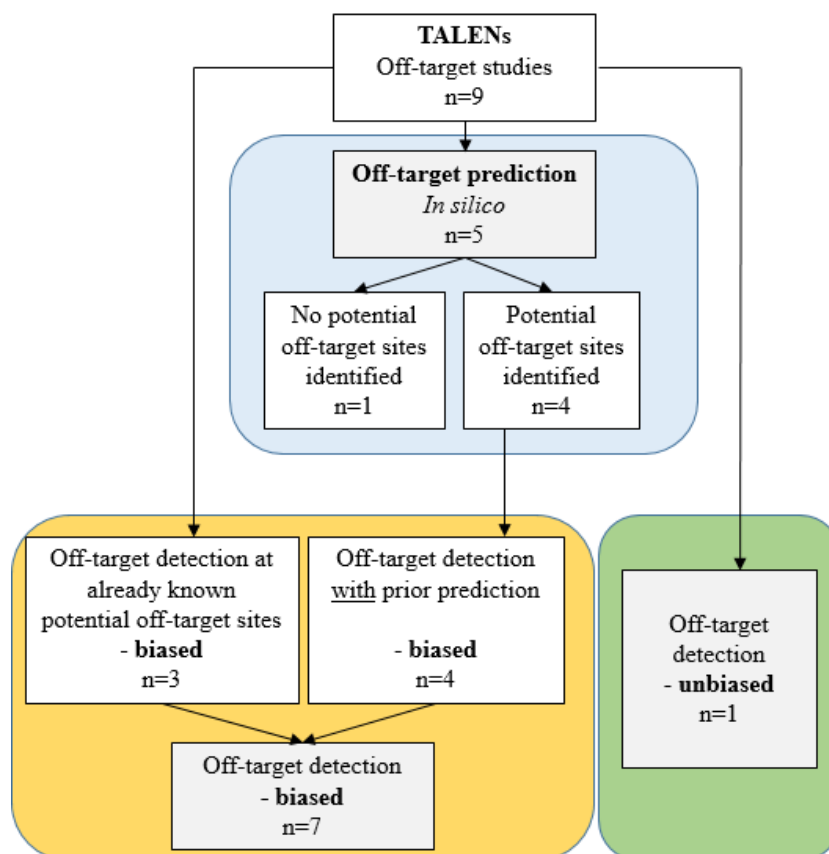 TALENs
Off-target studies
n=9
Off-target prediction
In silico
n=5
No potential
off-target sites
identified
n=1
Potential
off-target sites
identified
n=4
Off-target detection at
already known
potential off-target sites
- biased
n=3
Off-target detection
with prior prediction
- biased
n=4
Off-target
detection
- unbiased
n=1
Off-target detection
- biased
n=7